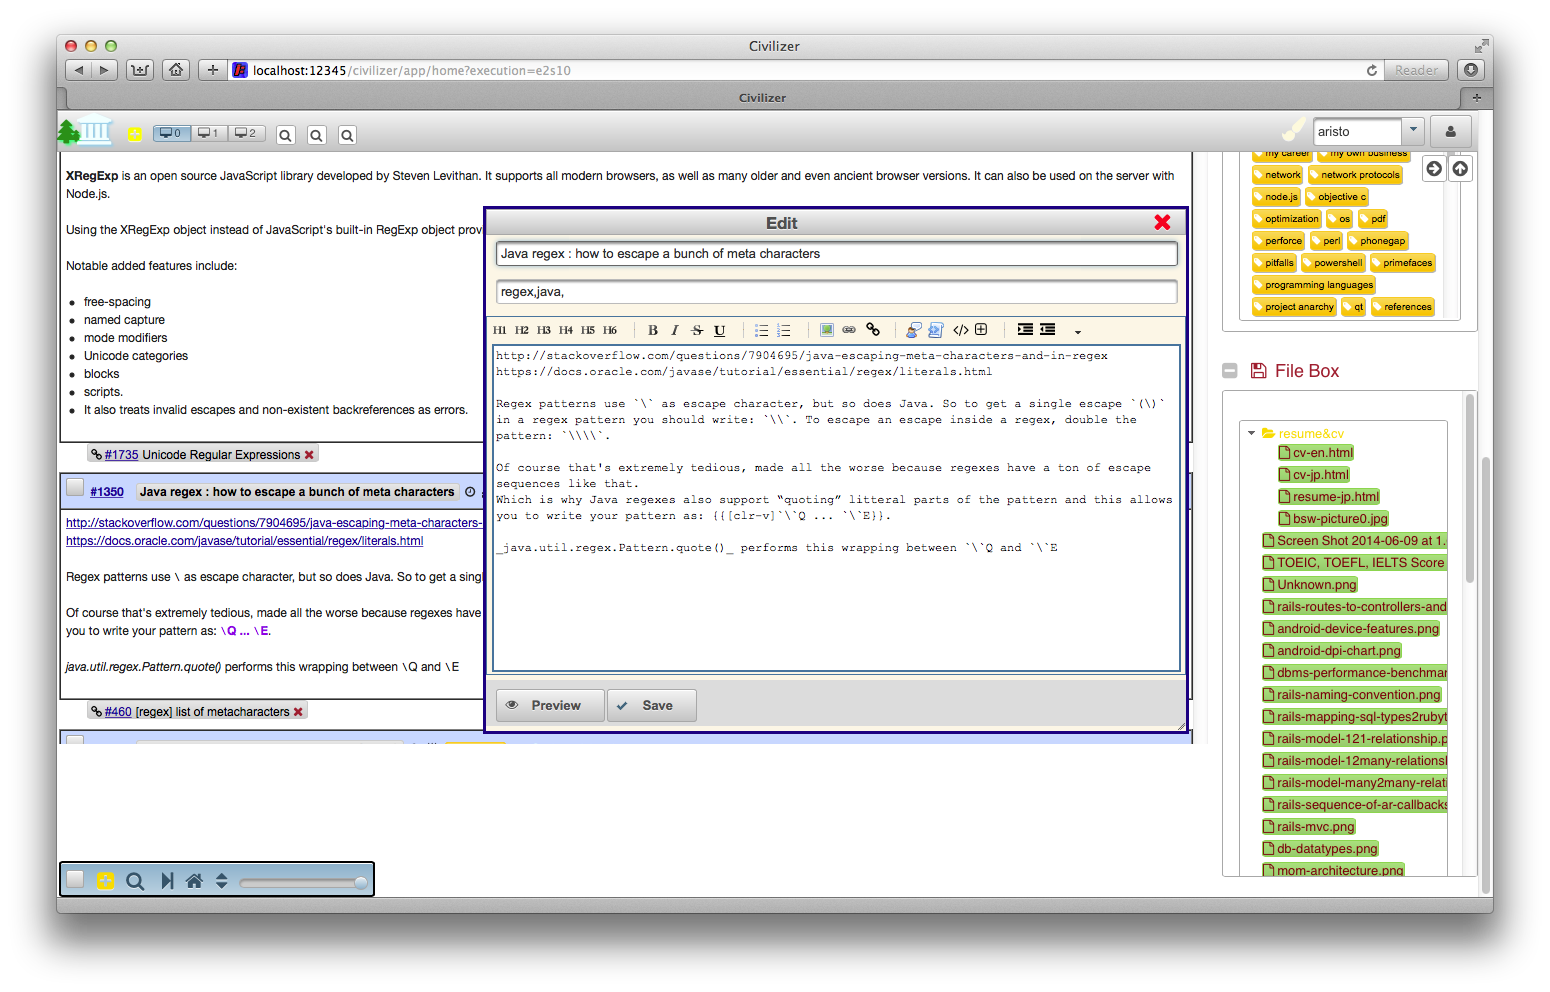 Civilizer
localhost:12345/civilizer/app/home?execution=e2s10
Reader
Civilizer
0
1
2
aristo
XRegExp is an open source JavaScript library developed by Steven Levithan. It supports all modern browsers, as well as many older and even ancient browser versions. It can also be used on the server with
Node.js.
Using the XRegExp object instead of JavaScript's built-in RegExp object
Notable added features include:
free-spacing
named capture
mode modifiers
Unicode categories
blocks
scripts.
It also treats invalid escapes and non-existent backreferences as errors.
#1735 Unicode Regular Expressions
#1350 Java regex : how to escape a bunch of meta characters
http://stackoverflow.com/questions/7904695/java-escaping-meta-characters-
https://docs.oracle.com/javase/tutorial/essential/regex/literals.html
Regex patterns use \ as escape character, but so does Java. So to get a
Of course that's extremely tedious, made all the worse because regexes have
you to write your pattern as: \Q ... \E.
java.util.regex.Pattern.quote() performs this wrapping between \Q and \E
#460 [regex] list of metacharacters
Edit
Java regex : how to escape a bunch of meta characters
regex,java,
H1 H2 H3 H4 H5 H6 B I S U
http://stackoverflow.com/questions/7904695/java-escaping-meta-characters-and-in-regex
https://docs.oracle.com/javase/tutorial/essential/regex/literals.html
Regex patterns use `\` as escape character, but so does Java. So to get a single escape `(\)`
in a regex pattern you should write: `\\`. To escape an escape inside a regex, double the
pattern: `\\\\`.
Of course that's extremely tedious, made all the worse because regexes have a ton of escape
sequences like that.
Which is why Java regexes also support “quoting” litteral parts of the pattern and this allows
you to write your pattern as: {{[clr-v]`\`Q ... `\`E}}.
_java.util.regex.Pattern.quote()_ performs this wrapping between `\`Q and `\`E
Preview
Save
my career my own business
network network protocols
node.js objective c
optimization os pdf
perforce perl phonegap
pitfalls powershell primefaces
programming languages
project anarchy qt references
File Box
resume&cv
cv-en.html
cv-jp.html
resume-jp.html
bsw-picture0.jpg
Screen Shot 2014-06-09 at 1.
TOEIC, TOEFL, IELTS Score
Unknown.png
rails-routes-to-controllers-and
android-device-features.png
android-dpi-chart.png
dbms-performance-benchmar
rails-naming-convention.png
rails-mapping-sql-types2rubyt
rails-model-121-relationship.p
rails-model-12many-relations
rails-model-many2many-relati
rails-sequence-of-ar-callbacks
rails-mvc.png
db-datatypes.png
mom-architecture.png